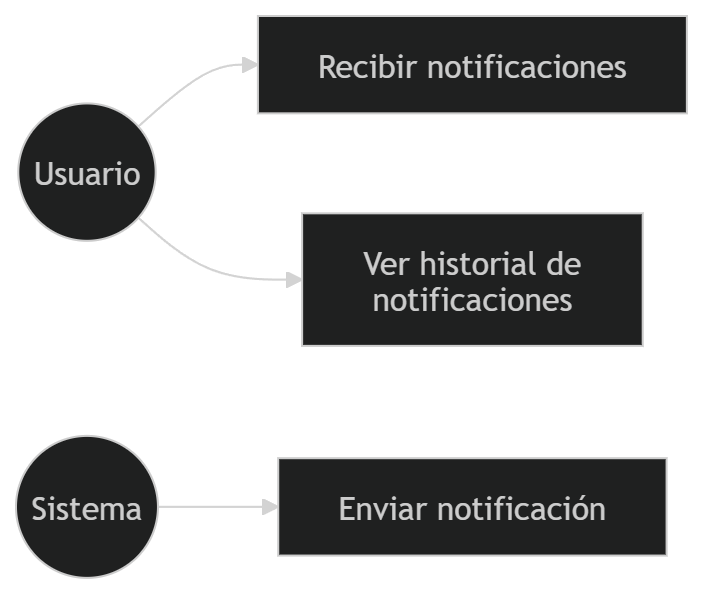 Recibir notificaciones
Usuario
Ver historial de
notificaciones
Sistema
Enviar notificación